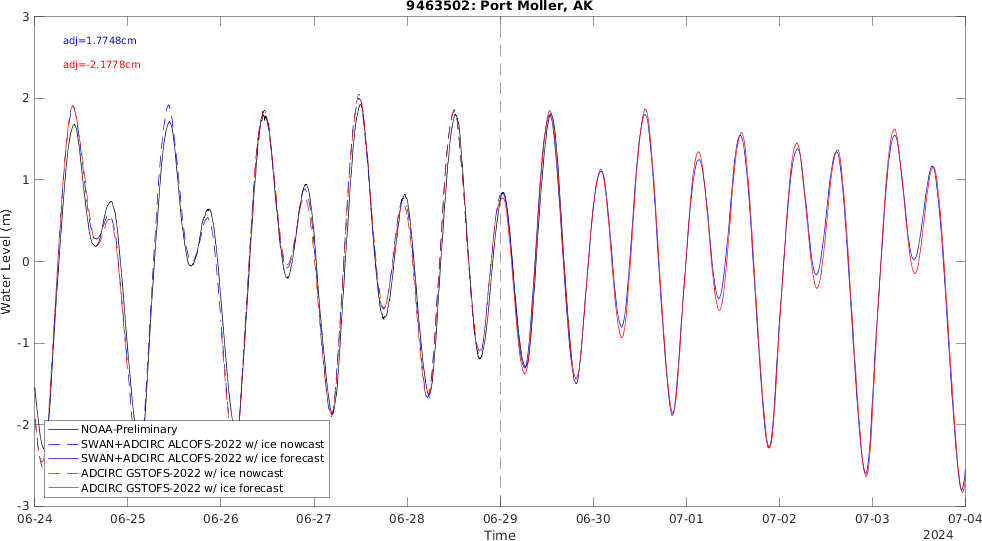 9463502: Port Moller, AK
adj=1.7748cm
adj=-2.1778cm
Water Level (m)
3
2
1
0
-1
-2
-3
NOAA-Preliminary
SWAN+ADCIRC ALCOFS-2022 w/ ice nowcast
SWAN+ADCIRC ALCOFS-2022 w/ ice forecast
ADCIRC GSTOFS-2022 w/ ice nowcast
ADCIRC GSTOFS-2022 w/ ice forecast
06-24 06-25 06-26 06-27 06-28 06-29 06-30 07-01 07-02 07-03 07-04
Time
2024